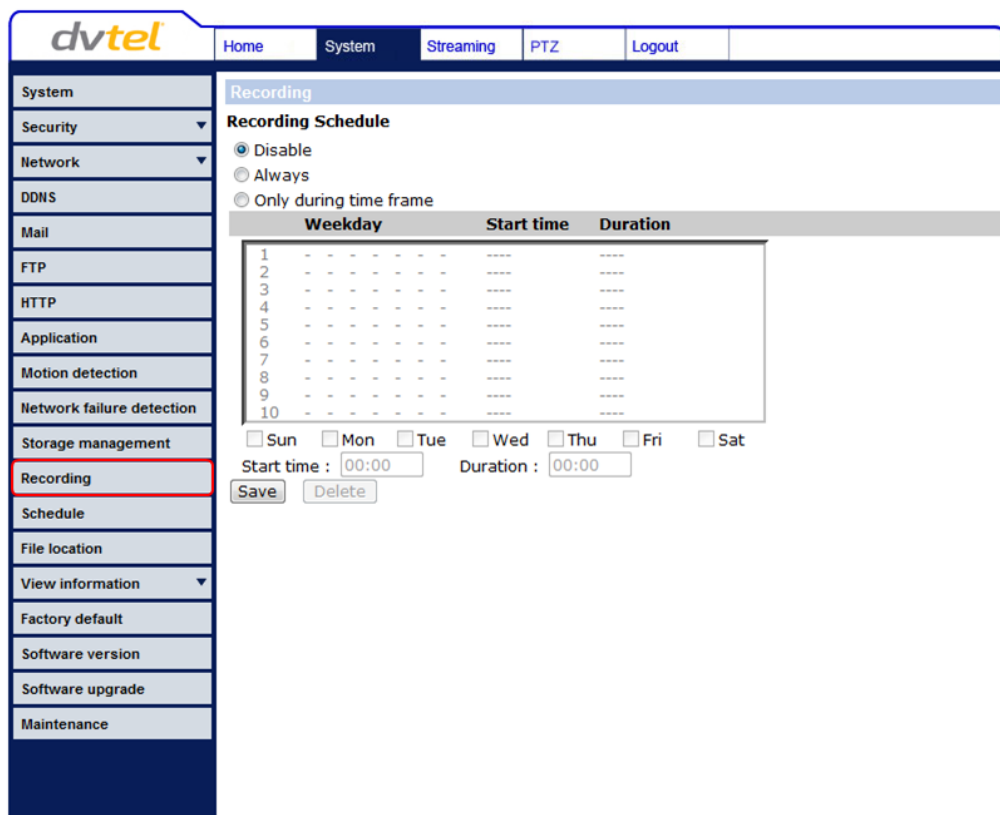 dvtel
Home System Streaming PTZ Logout
System
Security
Network
DDNS
Mail
FTP
HTTP
Application
Motion detection
Network failure detection
Storage management
Recording
Schedule
File location
View information
Factory default
Software version
Software upgrade
Maintenance
Recording
Recording Schedule
Disable
Always
Only during time frame
Weekday Start time Duration
1 - - - - - - - ---- ----
2 - - - - - - - ---- ----
3 - - - - - - - ---- ----
4 - - - - - - - ---- ----
5 - - - - - - - ---- ----
6 - - - - - - - ---- ----
7 - - - - - - - ---- ----
8 - - - - - - - ---- ----
9 - - - - - - - ---- ----
10 - - - - - - - ---- ----
Sun Mon Tue Wed Thu Fri Sat
Start time : 00:00 Duration : 00:00
Save Delete